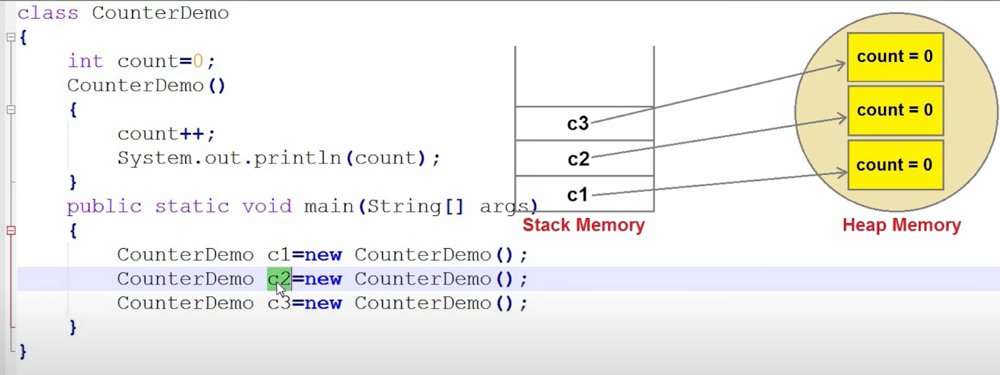 class CounterDemo
{
int count=0;
CounterDemo()
{
count++;
System.out.println(count);
}
public static void main(String[] args)
{
CounterDemo c1=new CounterDemo();
CounterDemo c2=new CounterDemo();
CounterDemo c3=new CounterDemo();
}
}
c3
c2
c1
Stack Memory
count = 0
count = 0
count = 0
Heap Memory